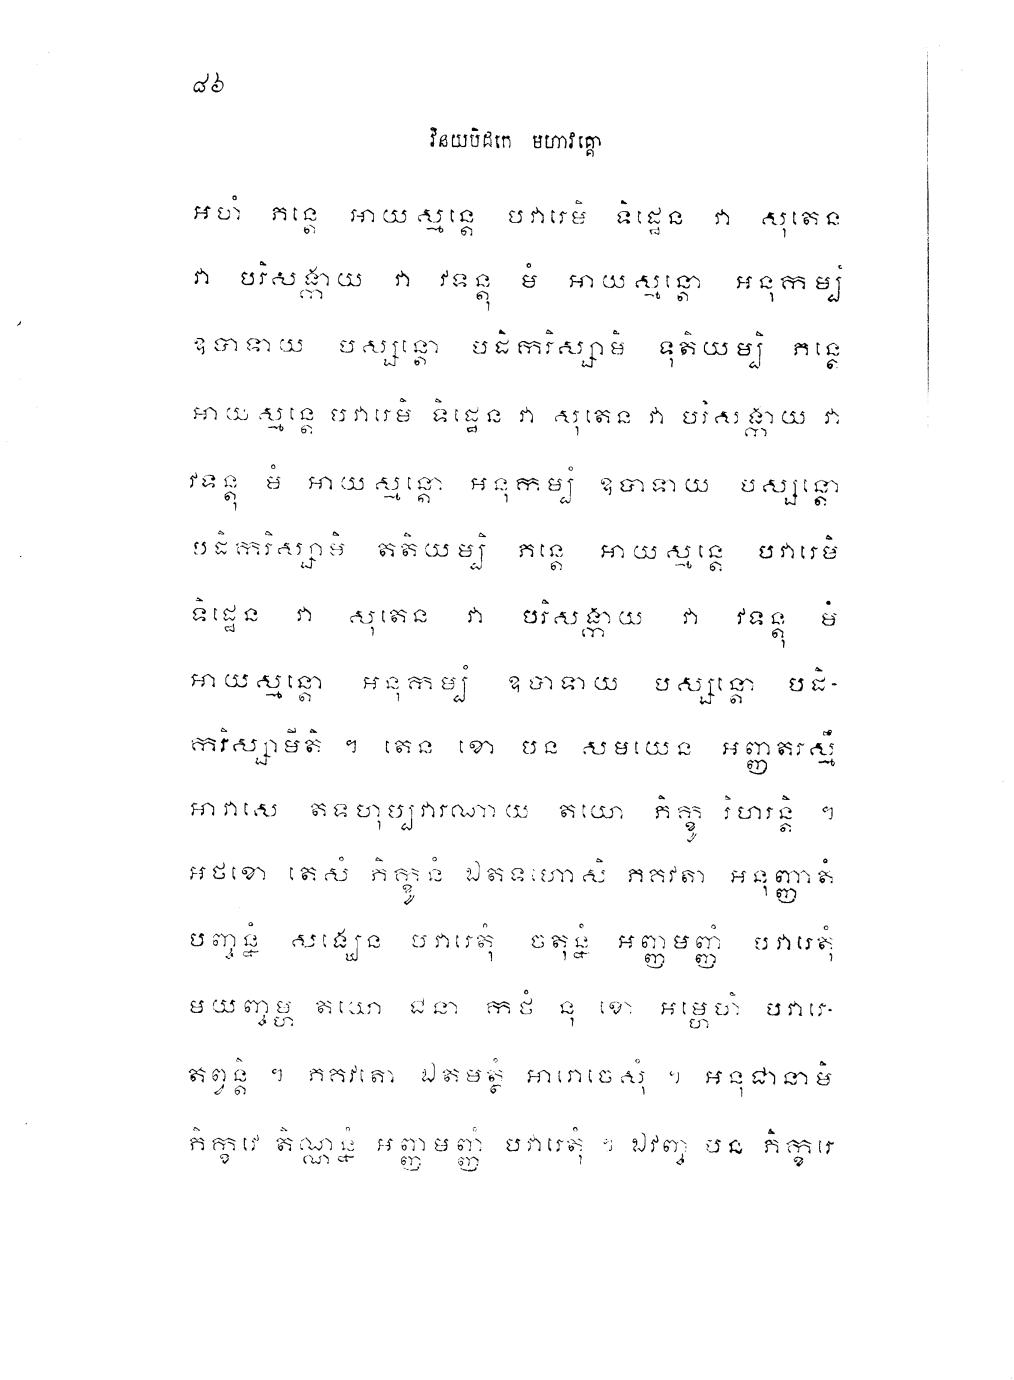 ៨៦
វិនយបិដកេ មហាវគ្គោ
អហំ ភន្តេ អាយស្មន្តេ បវារេមិ ទិដ្ឋេន វា សុតេន
វា បរិសង្កាយ វា វទន្តុ មំ អាយស្មន្តោ អនុកម្បំ
ឧបាទាយ បស្សន្តោ បដិករិស្សាមិ ទុតិយម្បិ ភន្តេ
អាយស្មន្តេ បវារេមិ ទិដ្ឋេន វា សុតេន វា បរិសង្កាយ វា
វទន្តុ មំ អាយស្មន្តោ អនុកម្បំ ឧបាទាយ បស្សន្តោ
បដិករិស្សាមិ តតិយម្បិ ភន្តេ អាយស្មន្តេ បវារេមិ
ទិដ្ឋេន វា សុតេន វា បរិសង្កាយ វា វទន្តុ មំ
អាយស្មន្តោ អនុកម្បំ ឧបាទាយ បស្សន្តោ បដិ-
ករិស្សាមីតិ ។ តេន ខោ បន សមយេន អញ្ញតរស្មឹ
អាវាសេ តទហុប្បវារណាយ តយោ ភិក្ខូ វិហរន្តិ ។
អថខោ តេសំ ភិក្ខូនំ ឯតទហោសិ ភគវតា អនុញ្ញាតំ
បញ្ចន្នំ សង្ឃេន បវារេតុំ ចតុន្នំ អញ្ញមញ្ញំ បវារេតុំ
មយញ្ចម្ហ តយោ ជនា កថំ នុ ខោ អម្ហេហិ បវារេ-
តព្វន្តិ ។ ភគវតោ ឯតមត្ថំ អារោចេសុំ ។ អនុជានាមិ
ភិក្ខវេ តិណ្ណន្នំ អញ្ញមញ្ញំ បវារេតុំ ។ ឯវញ្ច បន ភិក្ខវេ